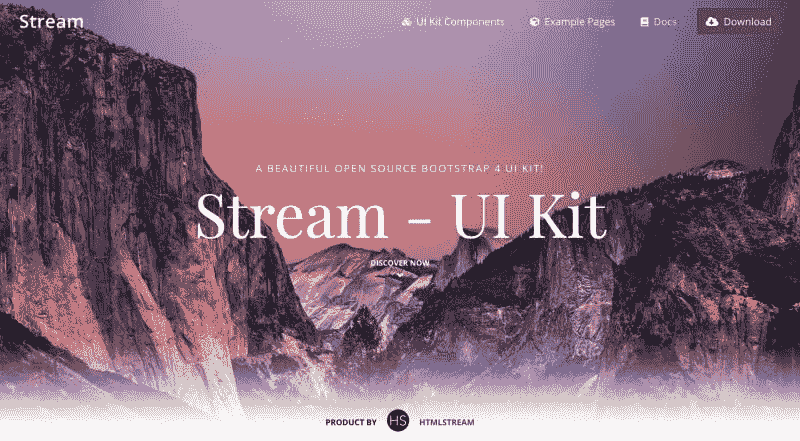 Stream
UI Kit Components
Example Pages
Docs
Download
A BEAUTIFUL OPEN SOURCE BOOTSTRAP 4 UI KIT!
Stream - UI Kit
DISCOVER NOW
PRODUCT BY HS HTMLSTREAM